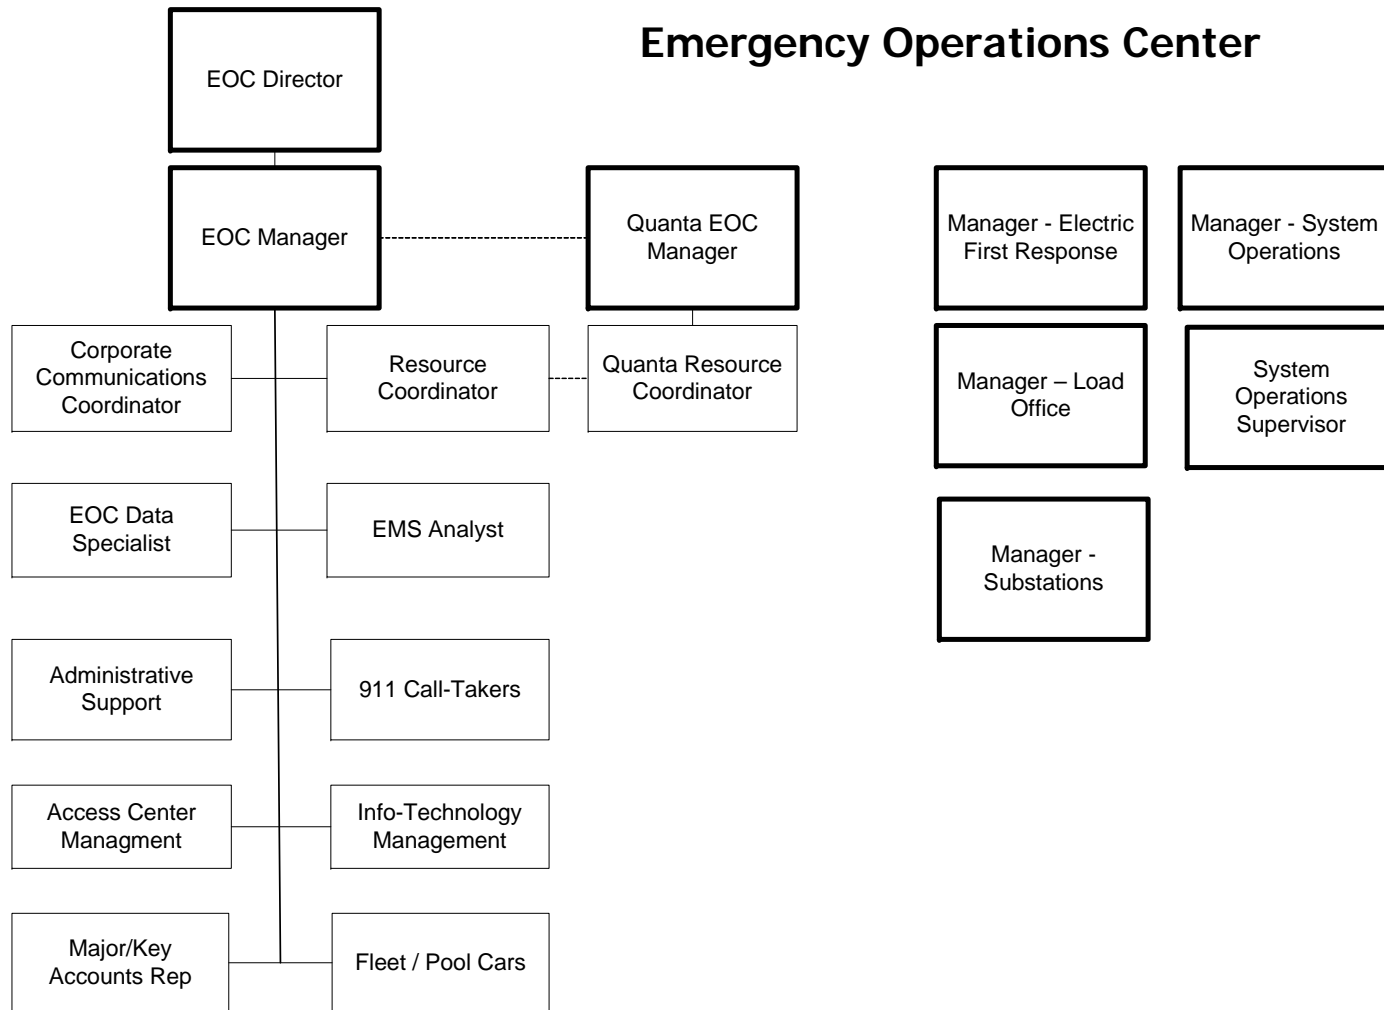 Emergency Operations Center
EOC Director
EOC Manager
Quanta EOC
Manager
Manager - Electric
First Response
Manager - System
Operations
Corporate
Communications
Coordinator
Resource
Coordinator
Quanta Resource
Coordinator
Manager – Load
Office
System
Operations
Supervisor
EOC Data
Specialist
EMS Analyst
Manager -
Substations
Administrative
Support
911 Call-Takers
Access Center
Managment
Info-Technology
Management
Major/Key
Accounts Rep
Fleet / Pool Cars